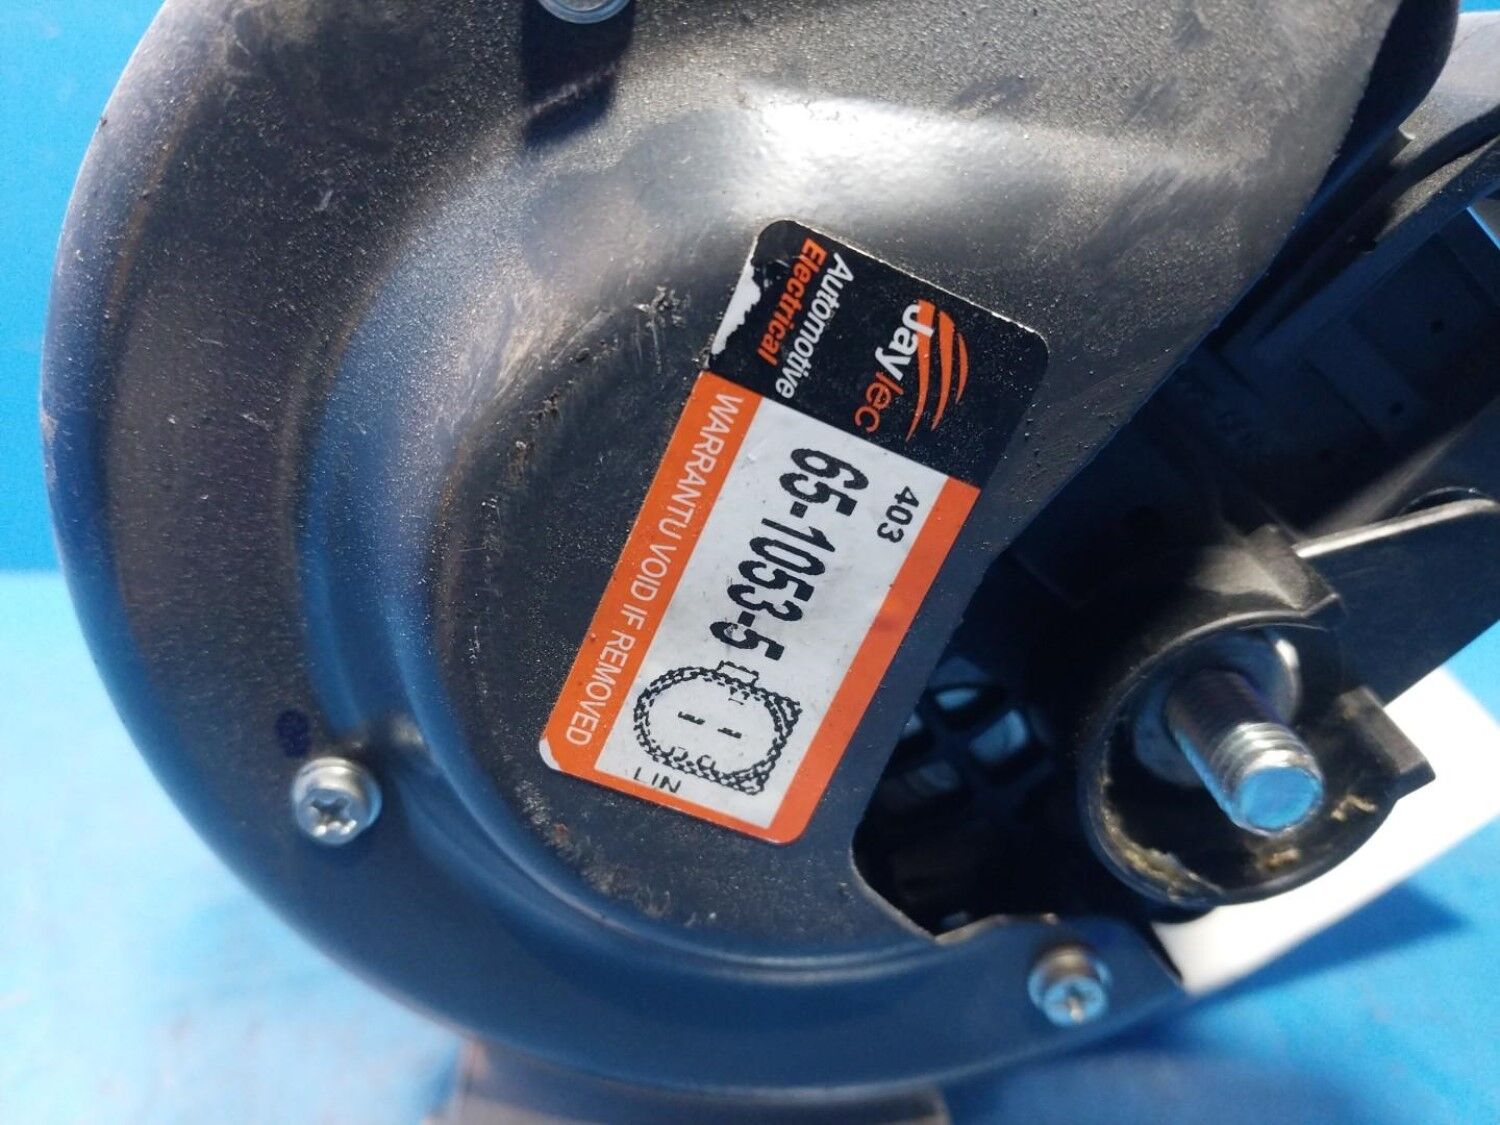 Jaylec
Automotive
Electrical
403
65-1053-5
LIN
WARRANTU VOID IF REMOVED